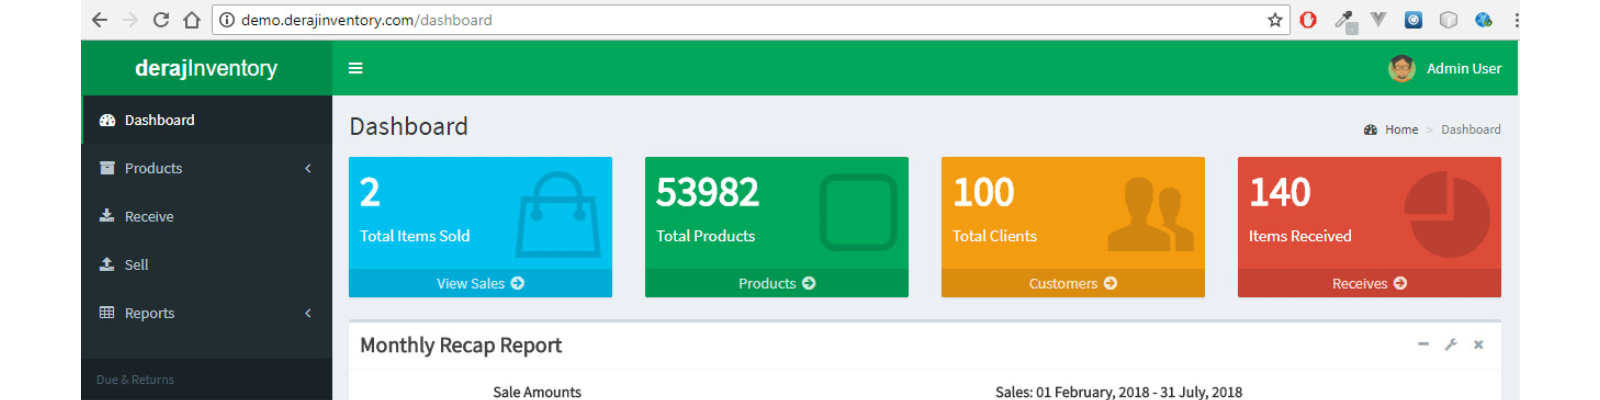 demo.derajinventory.com/dashboard
derajInventory
Admin User
Dashboard
Products
Receive
Sell
Reports
Due & Returns
Dashboard
Home > Dashboard
2
Total Items Sold
View Sales
53982
Total Products
Products
100
Total Clients
Customers
140
Items Received
Receives
Monthly Recap Report
Sale Amounts
Sales: 01 February, 2018 - 31 July, 2018